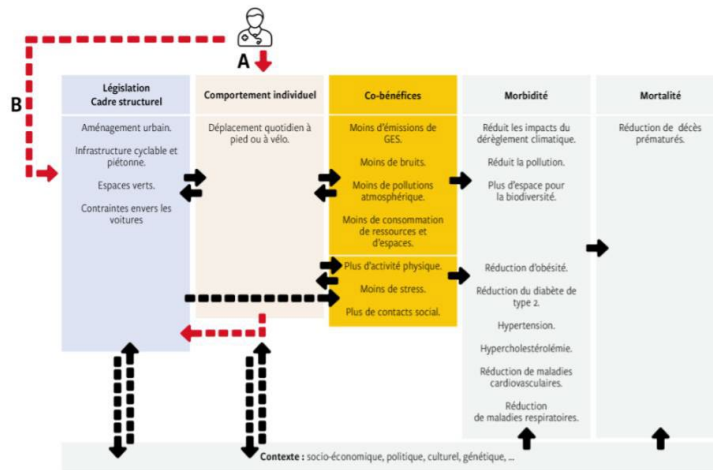 A
B
Législation
Cadre structurel
Aménagement urbain.
Infrastructure cyclable et
piétonne.
Espaces verts.
Contraintes envers les
voitures
Comportement individuel
Déplacement quotidien à
pied ou à vélo.
Co-bénéfices
Moins d'émissions de
GES.
Moins de bruits.
Moins de pollutions
atmosphérique.
Moins de consommation
de ressources et
d'espaces.
Plus d'activité physique.
Moins de stress.
Plus de contacts social.
Morbidité
Réduit les impacts du
dérèglement climatique.
Réduit la pollution.
Plus d'espace pour
la biodiversité.
Réduction d'obésité.
Réduction du diabète de
type 2.
Hypertension.
Hypercholestérolémie.
Réduction de maladies
cardiovasculaires.
Réduction
de maladies respiratoires.
Mortalité
Réduction de décès
prématurés.
Contexte : socio-économique, politique, culturel, génétique, ...